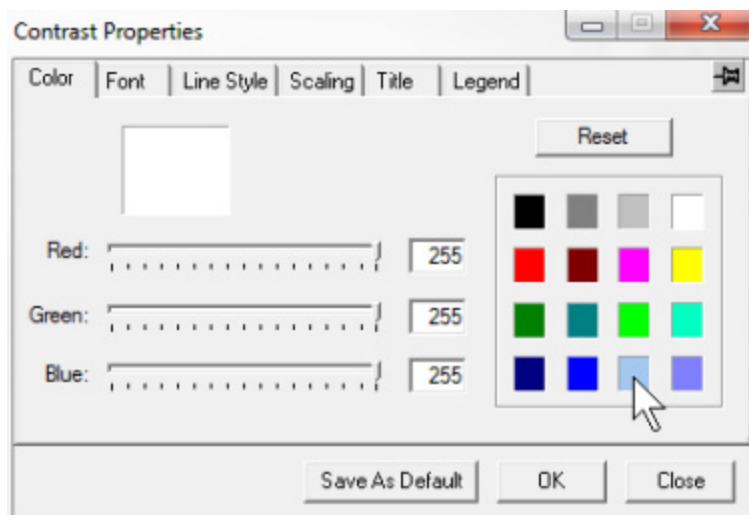 Contrast Properties
Color Font Line Style Scaling Title Legend
Reset
Red: 255
Green: 255
Blue: 255
Save As Default OK Close